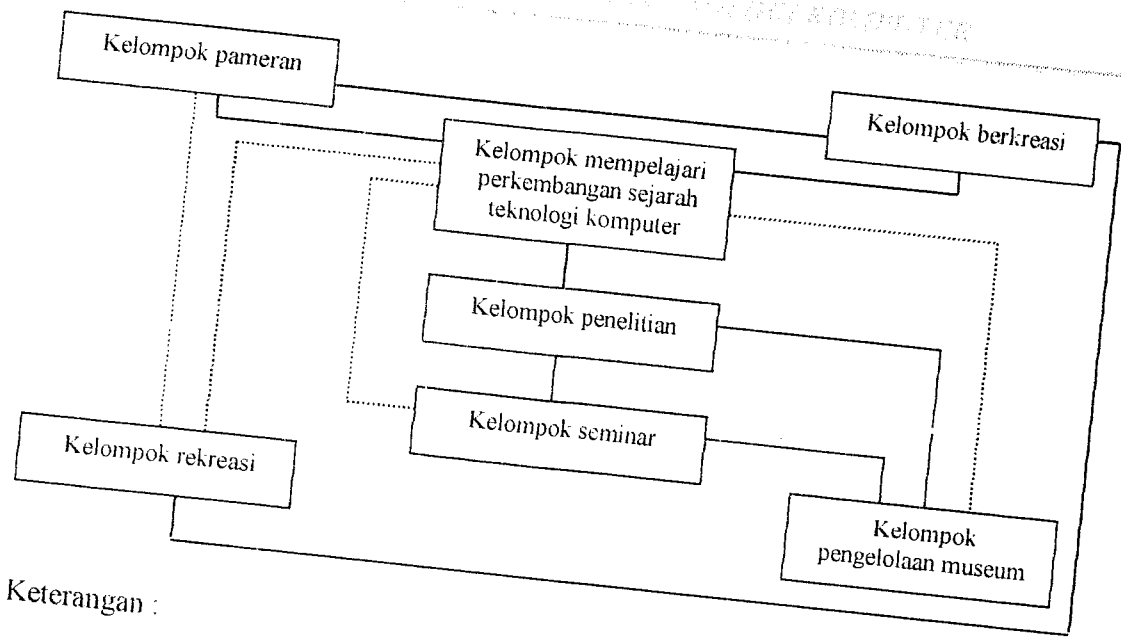 Kelompok pameran
Kelompok berkreasi
Kelompok mempelajari
perkembangan sejarah
teknologi komputer
Kelompok penelitian
Kelompok seminar
Kelompok rekreasi
Kelompok
pengelolaan museum
Keterangan :